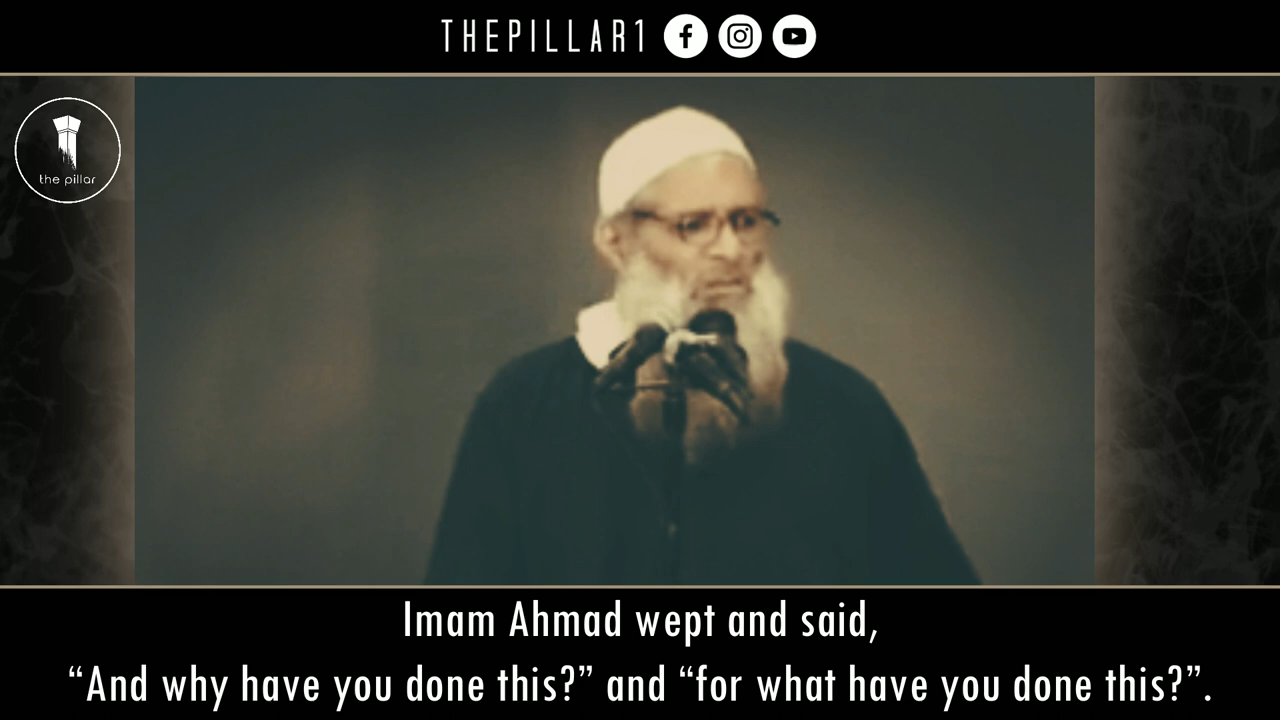 THEPILLAR1
the pillar
Imam Ahmad wept and said,
“And why have you done this?” and “for what have you done this?”.